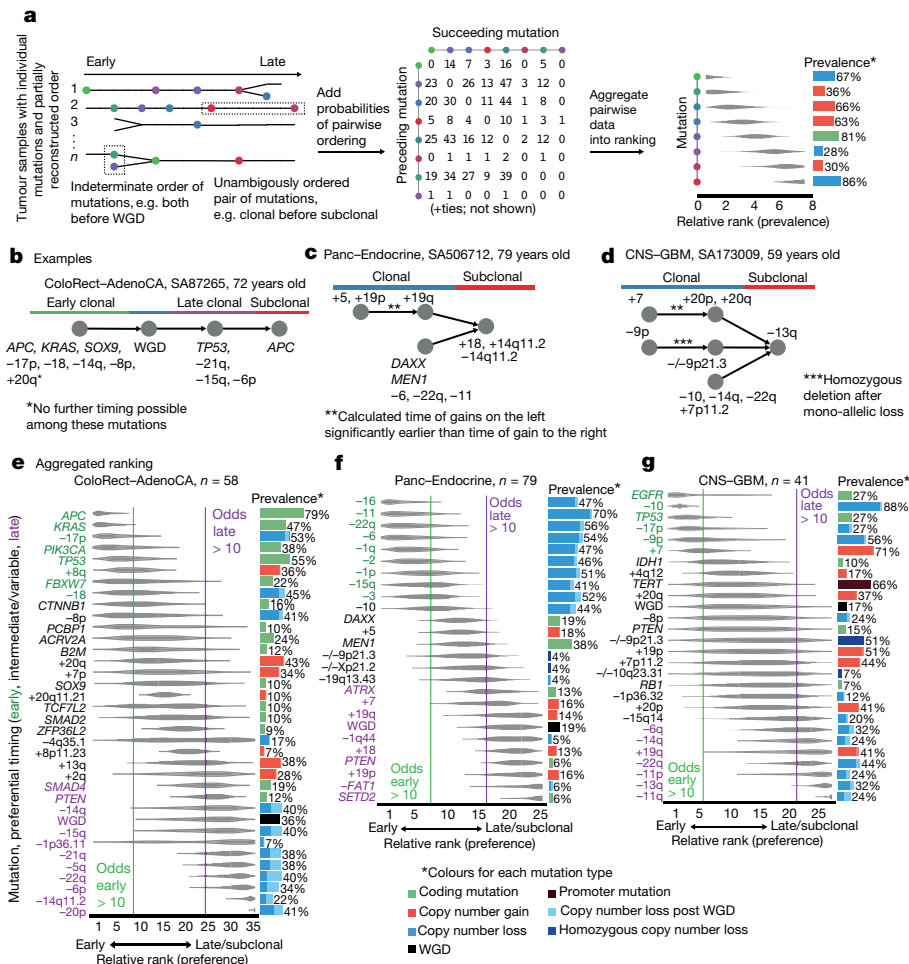 a
Tumour samples with individual mutations and partially reconstructed order
Early Late
1
2
3
n
Indeterminate order of mutations, e.g. both before WGD
Unambigously ordered pair of mutations, e.g. clonal before subclonal
Add probabilities of pairwise ordering
Succeeding mutation
Preceding mutation
0 14 7 3 16 0 5 0
23 0 26 13 47 3 12 0
20 30 0 11 44 1 8 0
5 8 4 0 10 1 3 1
25 43 16 12 0 2 12 0
0 1 1 1 2 0 1 0
19 34 27 9 39 0 0 0
1 1 0 1 0 0 0 0
(+ties; not shown)
Aggregate pairwise data into ranking
Mutation
Prevalence*
67%
36%
66%
63%
81%
28%
30%
86%
0 2 4 6 8
Relative rank (prevalence)
b Examples
ColoRect–AdenoCA, SA87265, 72 years old
Early clonal Late clonal Subclonal
APC, KRAS, SOX9, –17p, –18, –14q, –8p, +20q*
WGD
TP53, –21q, –15q, –6p
APC
*No further timing possible among these mutations
c Panc–Endocrine, SA506712, 79 years old
Clonal Subclonal
+5, +19p +19q
**
+18, +14q11.2
–14q11.2
DAXX
MEN1
–6, –22q, –11
**Calculated time of gains on the left significantly earlier than time of gain to the right
d CNS–GBM, SA173009, 59 years old
Clonal Subclonal
+7 +20p, +20q
**
–9p –13q
***
–/–9p21.3
–10, –14q, –22q
+7p11.2
***Homozygous deletion after mono-allelic loss
Mutation, preferential timing (early, intermediate/variable, late)
e Aggregated ranking
ColoRect–AdenoCA, n = 58
Prevalence*
Odds late > 10
APC 79%
KRAS 47%
–17p 53%
PIK3CA 38%
TP53 55%
+8q 36%
FBXW7 22%
–18 45%
CTNNB1 16%
–8p 41%
PCBP1 10%
ACRV2A 24%
B2M 12%
+20q 43%
+7p 34%
SOX9 10%
+20q11.21 10%
TCF7L2 10%
SMAD2 10%
ZFP36L2 9%
–4q35.1 17%
+8p11.23 7%
+13q 38%
+2q 28%
SMAD4 19%
PTEN 12%
–14q 40%
WGD 36%
–15q 40%
–1p36.11 7%
–21q 38%
–5q 38%
–22q 40%
–6p 34%
–14q11.2 22%
–20p 41%
Odds early > 10
1 5 10 15 20 25 30 35
Early Late/subclonal
Relative rank (preference)
f
Panc–Endocrine, n = 79
Prevalence*
Odds late > 10
–16 47%
–11 70%
–22q 56%
–6 54%
–1q 47%
–2 46%
–1p 51%
–15q 41%
–3 52%
–10 44%
DAXX 19%
+5 18%
MEN1 38%
–/–9p21.3 4%
–/–Xp21.2 4%
–19q13.43 4%
ATRX 13%
+7 16%
+19q 14%
WGD 19%
–1q44 5%
+18 13%
PTEN 6%
+19p 16%
–FAT1 6%
SETD2 6%
Odds early > 10
1 5 10 15 20 25
Early Late/subclonal
Relative rank (preference)
g
CNS–GBM, n = 41
Prevalence*
Odds late > 10
EGFR 27%
–10 88%
TP53 27%
–17p 27%
–9p 56%
+7 71%
IDH1 10%
+4q12 17%
TERT 66%
+20q 37%
WGD 17%
–8p 24%
PTEN 15%
–/–9p21.3 51%
+19p 51%
+7p11.2 44%
–/–10q23.31 7%
RB1 7%
–1p36.32 12%
+20p 41%
–15q14 20%
–6q 32%
–14q 24%
+19q 41%
–22q 44%
–11p 24%
–13q 32%
–11q 24%
Odds early > 10
1 5 10 15 20 25
Early Late/subclonal
Relative rank (preference)
*Colours for each mutation type
Coding mutation
Copy number gain
Copy number loss
WGD
Promoter mutation
Copy number loss post WGD
Homozygous copy number loss